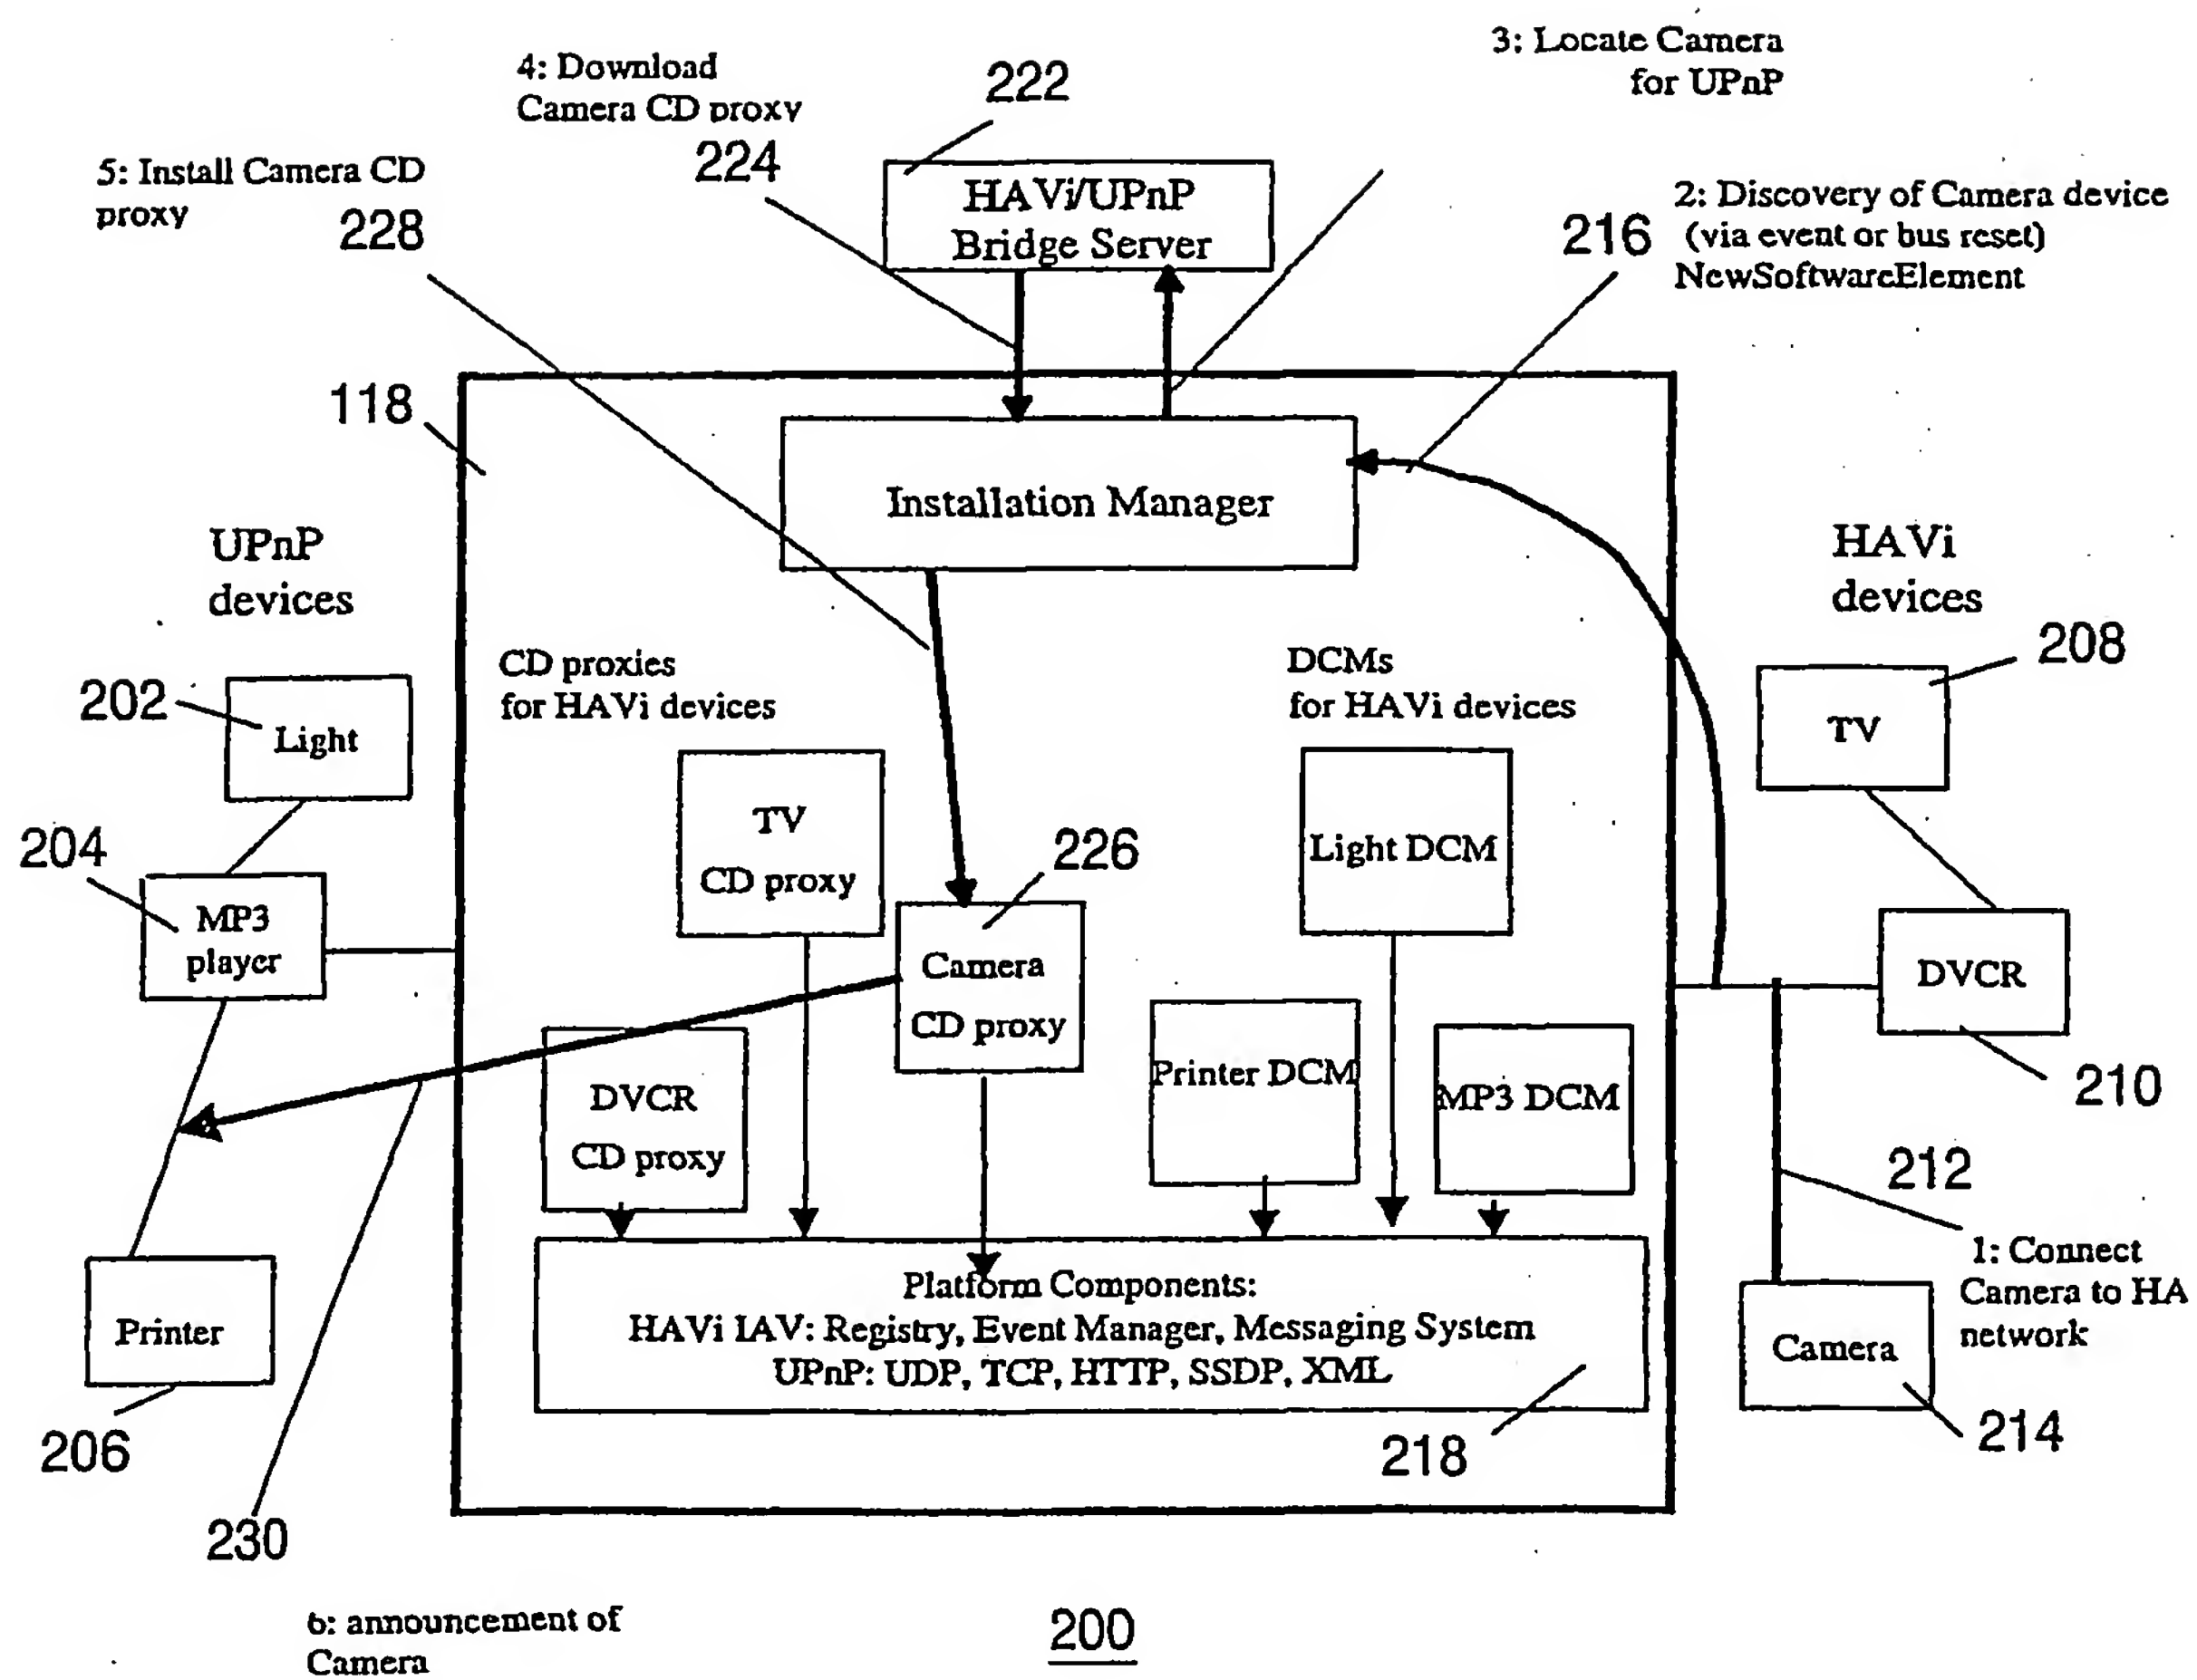 3: Locate Camera
for UPnP
4: Download
Camera CD proxy
222
224
5: Install Camera CD
proxy
228
HAVi/UPnP
Bridge Server
2: Discovery of Camera device
(via event or bus reset)
NewSoftwareElement
216
118
Installation Manager
UPnP
devices
HAVi
devices
208
CD proxies
for HAVi devices
DCMs
for HAVi devices
202
Light
TV
TV
CD proxy
Light DCM
204
226
MP3
player
Camera
CD proxy
DVCR
Printer DCM
MP3 DCM
DVCR
CD proxy
210
212
1: Connect
Camera to HA
network
Printer
Platform Components:
HAVi IAV: Registry, Event Manager, Messaging System
UPnP: UDP, TCP, HTTP, SSDP, XML
Camera
206
218
214
230
6: announcement of
Camera
200